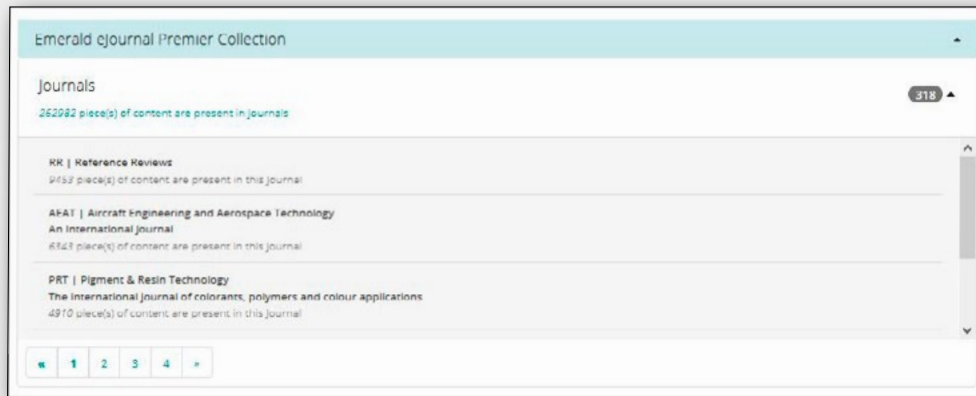 Emerald eJournal Premier Collection
Journals
318
262982 piece(s) of content are present in Journals
RR | Reference Reviews
9453 piece(s) of content are present in this Journal
AEAT | Aircraft Engineering and Aerospace Technology
An International Journal
6343 piece(s) of content are present in this Journal
PRT | Pigment & Resin Technology
The international journal of colorants, polymers and colour applications
4910 piece(s) of content are present in this Journal
« 1 2 3 4 »